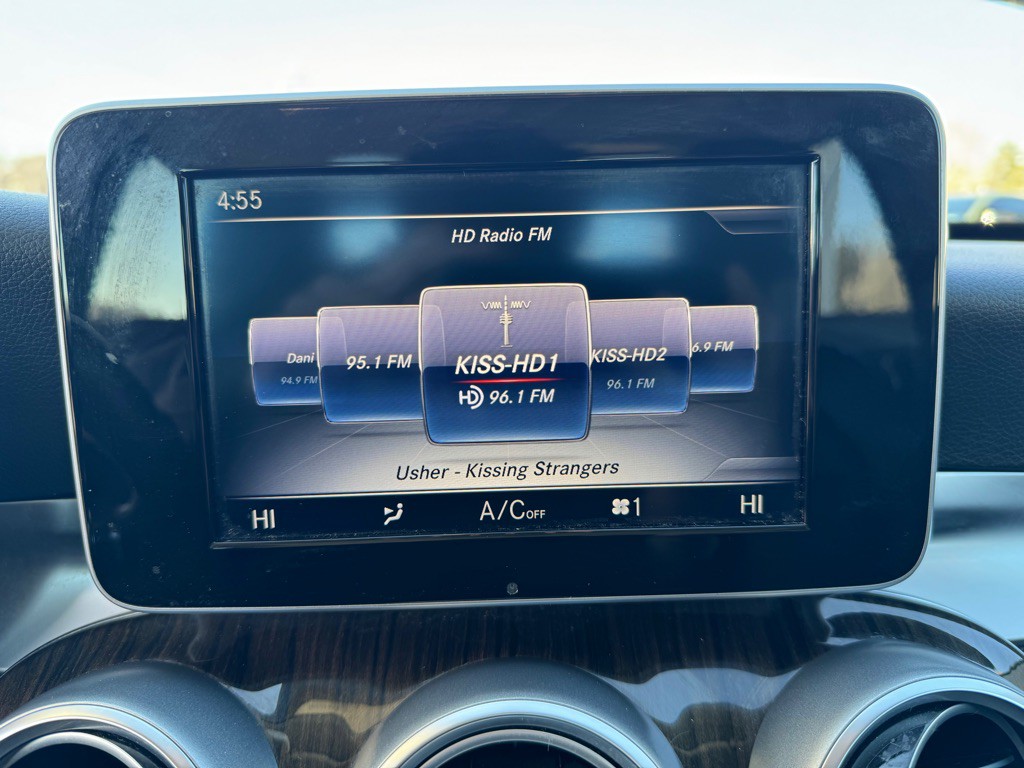 4:55
HD Radio FM
Dani
94.9 FM
95.1 FM
KISS-HD1
HD 96.1 FM
KISS-HD2
96.1 FM
6.9 FM
Usher - Kissing Strangers
HI A/C OFF 1 HI